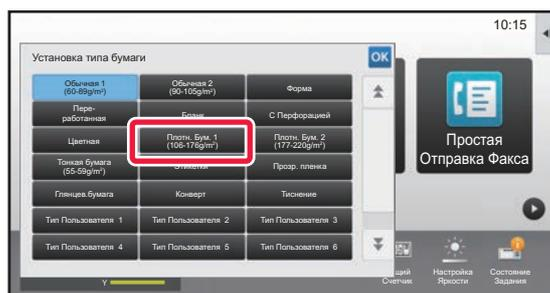 10:15
Установка типа бумаги
OK
Обычная 1
(60-89g/m²)
Обычная 2
(90-105g/m²)
Форма
Пере-
работанная
Бланк
С Перфорацией
Цветная
Плотн. Бум. 1
(106-176g/m²)
Плотн. Бум. 2
(177-220g/m²)
Тонкая бумага
(55-59g/m²)
Этикетки
Прозр. пленка
Глянцев.бумага
Конверт
Тиснение
Тип Пользователя 1
Тип Пользователя 2
Тип Пользователя 3
Тип Пользователя 4
Тип Пользователя 5
Тип Пользователя 6
Простая
Отправка Факса
Счетчик
Настройка
Яркости
Состояние
Задания
Y